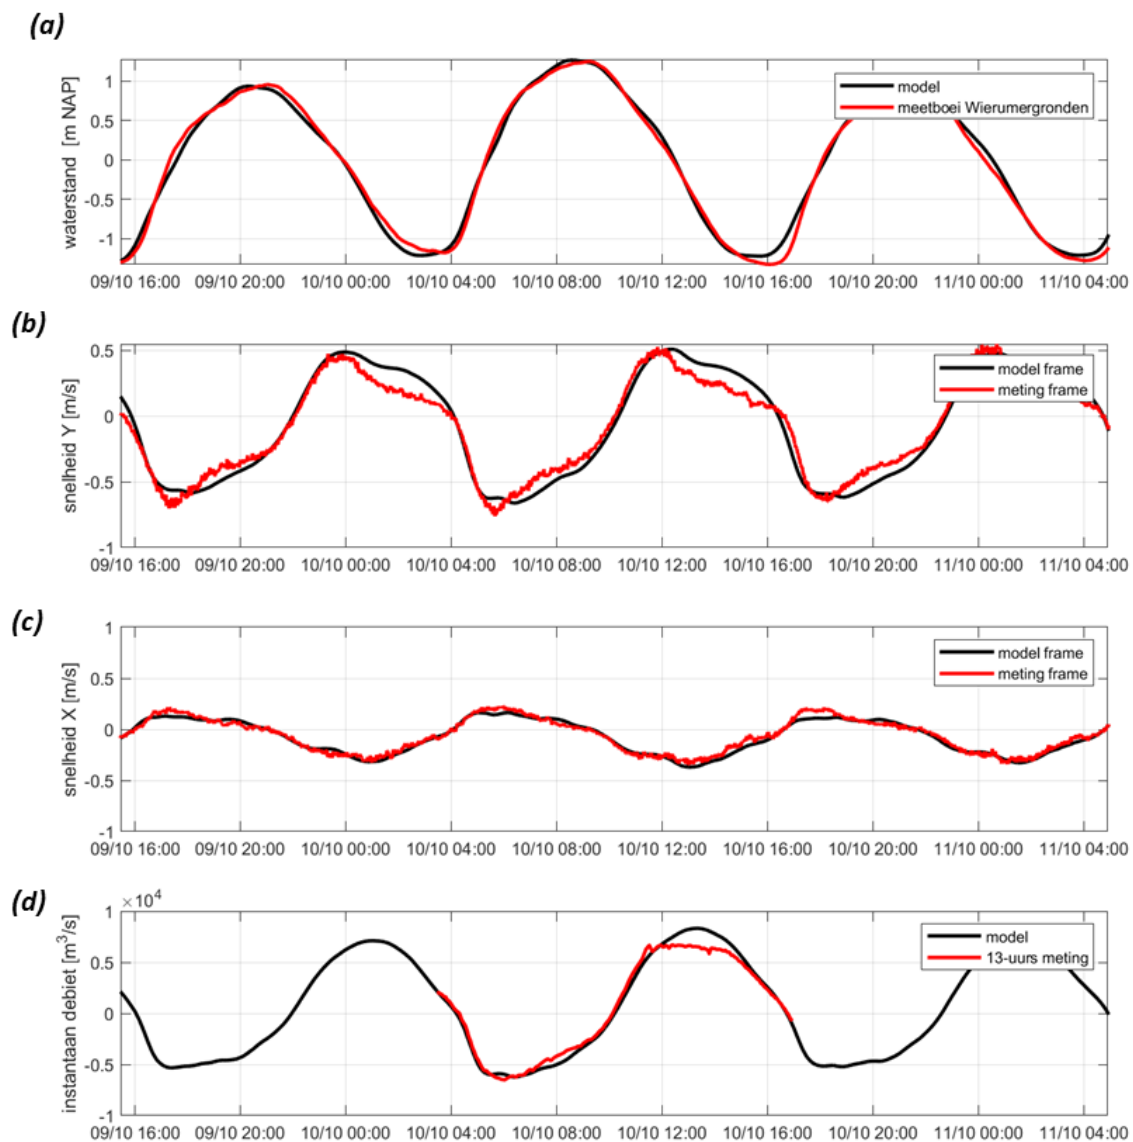 (a)
waterstand [m NAP]
1
0.5
0
-0.5
-1
model
meetboei Wierumergronden
09/10 16:00 09/10 20:00 10/10 00:00 10/10 04:00 10/10 08:00 10/10 12:00 10/10 16:00 10/10 20:00 11/10 00:00 11/10 04:00
(b)
snelheid Y [m/s]
0.5
0
-0.5
-1
model frame
meting frame
09/10 16:00 09/10 20:00 10/10 00:00 10/10 04:00 10/10 08:00 10/10 12:00 10/10 16:00 10/10 20:00 11/10 00:00 11/10 04:00
(c)
snelheid X [m/s]
1
0.5
0
-0.5
-1
model frame
meting frame
09/10 16:00 09/10 20:00 10/10 00:00 10/10 04:00 10/10 08:00 10/10 12:00 10/10 16:00 10/10 20:00 11/10 00:00 11/10 04:00
(d)
×10⁴
instantaan debiet [m³/s]
1
0.5
0
-0.5
-1
model
13-uurs meting
09/10 16:00 09/10 20:00 10/10 00:00 10/10 04:00 10/10 08:00 10/10 12:00 10/10 16:00 10/10 20:00 11/10 00:00 11/10 04:00